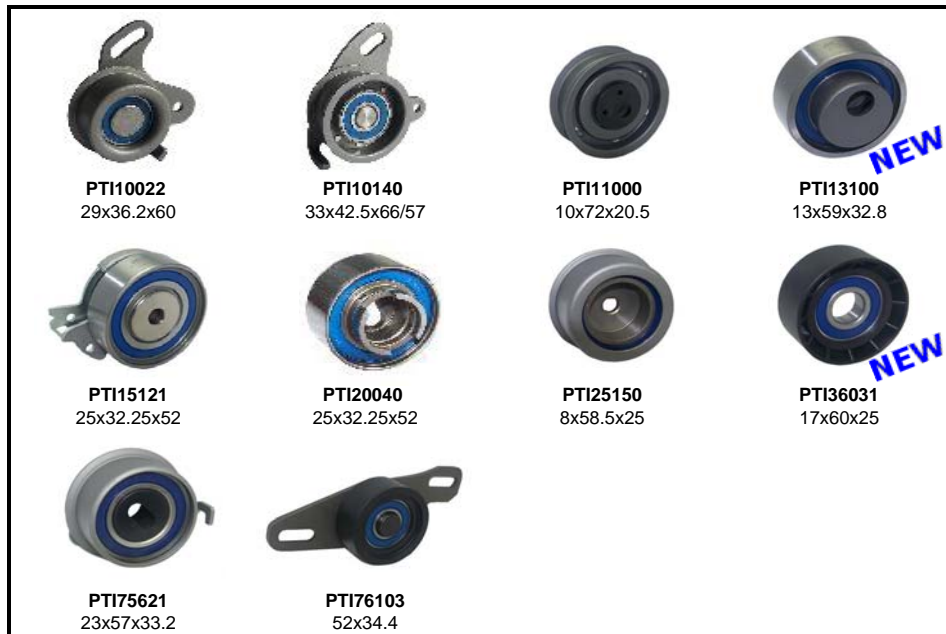 PTI10022
29x36.2x60
PTI10140
33x42.5x66/57
PTI11000
10x72x20.5
PTI13100
13x59x32.8
NEW
PTI15121
25x32.25x52
PTI20040
25x32.25x52
PTI25150
8x58.5x25
PTI36031
17x60x25
NEW
PTI75621
23x57x33.2
PTI76103
52x34.4